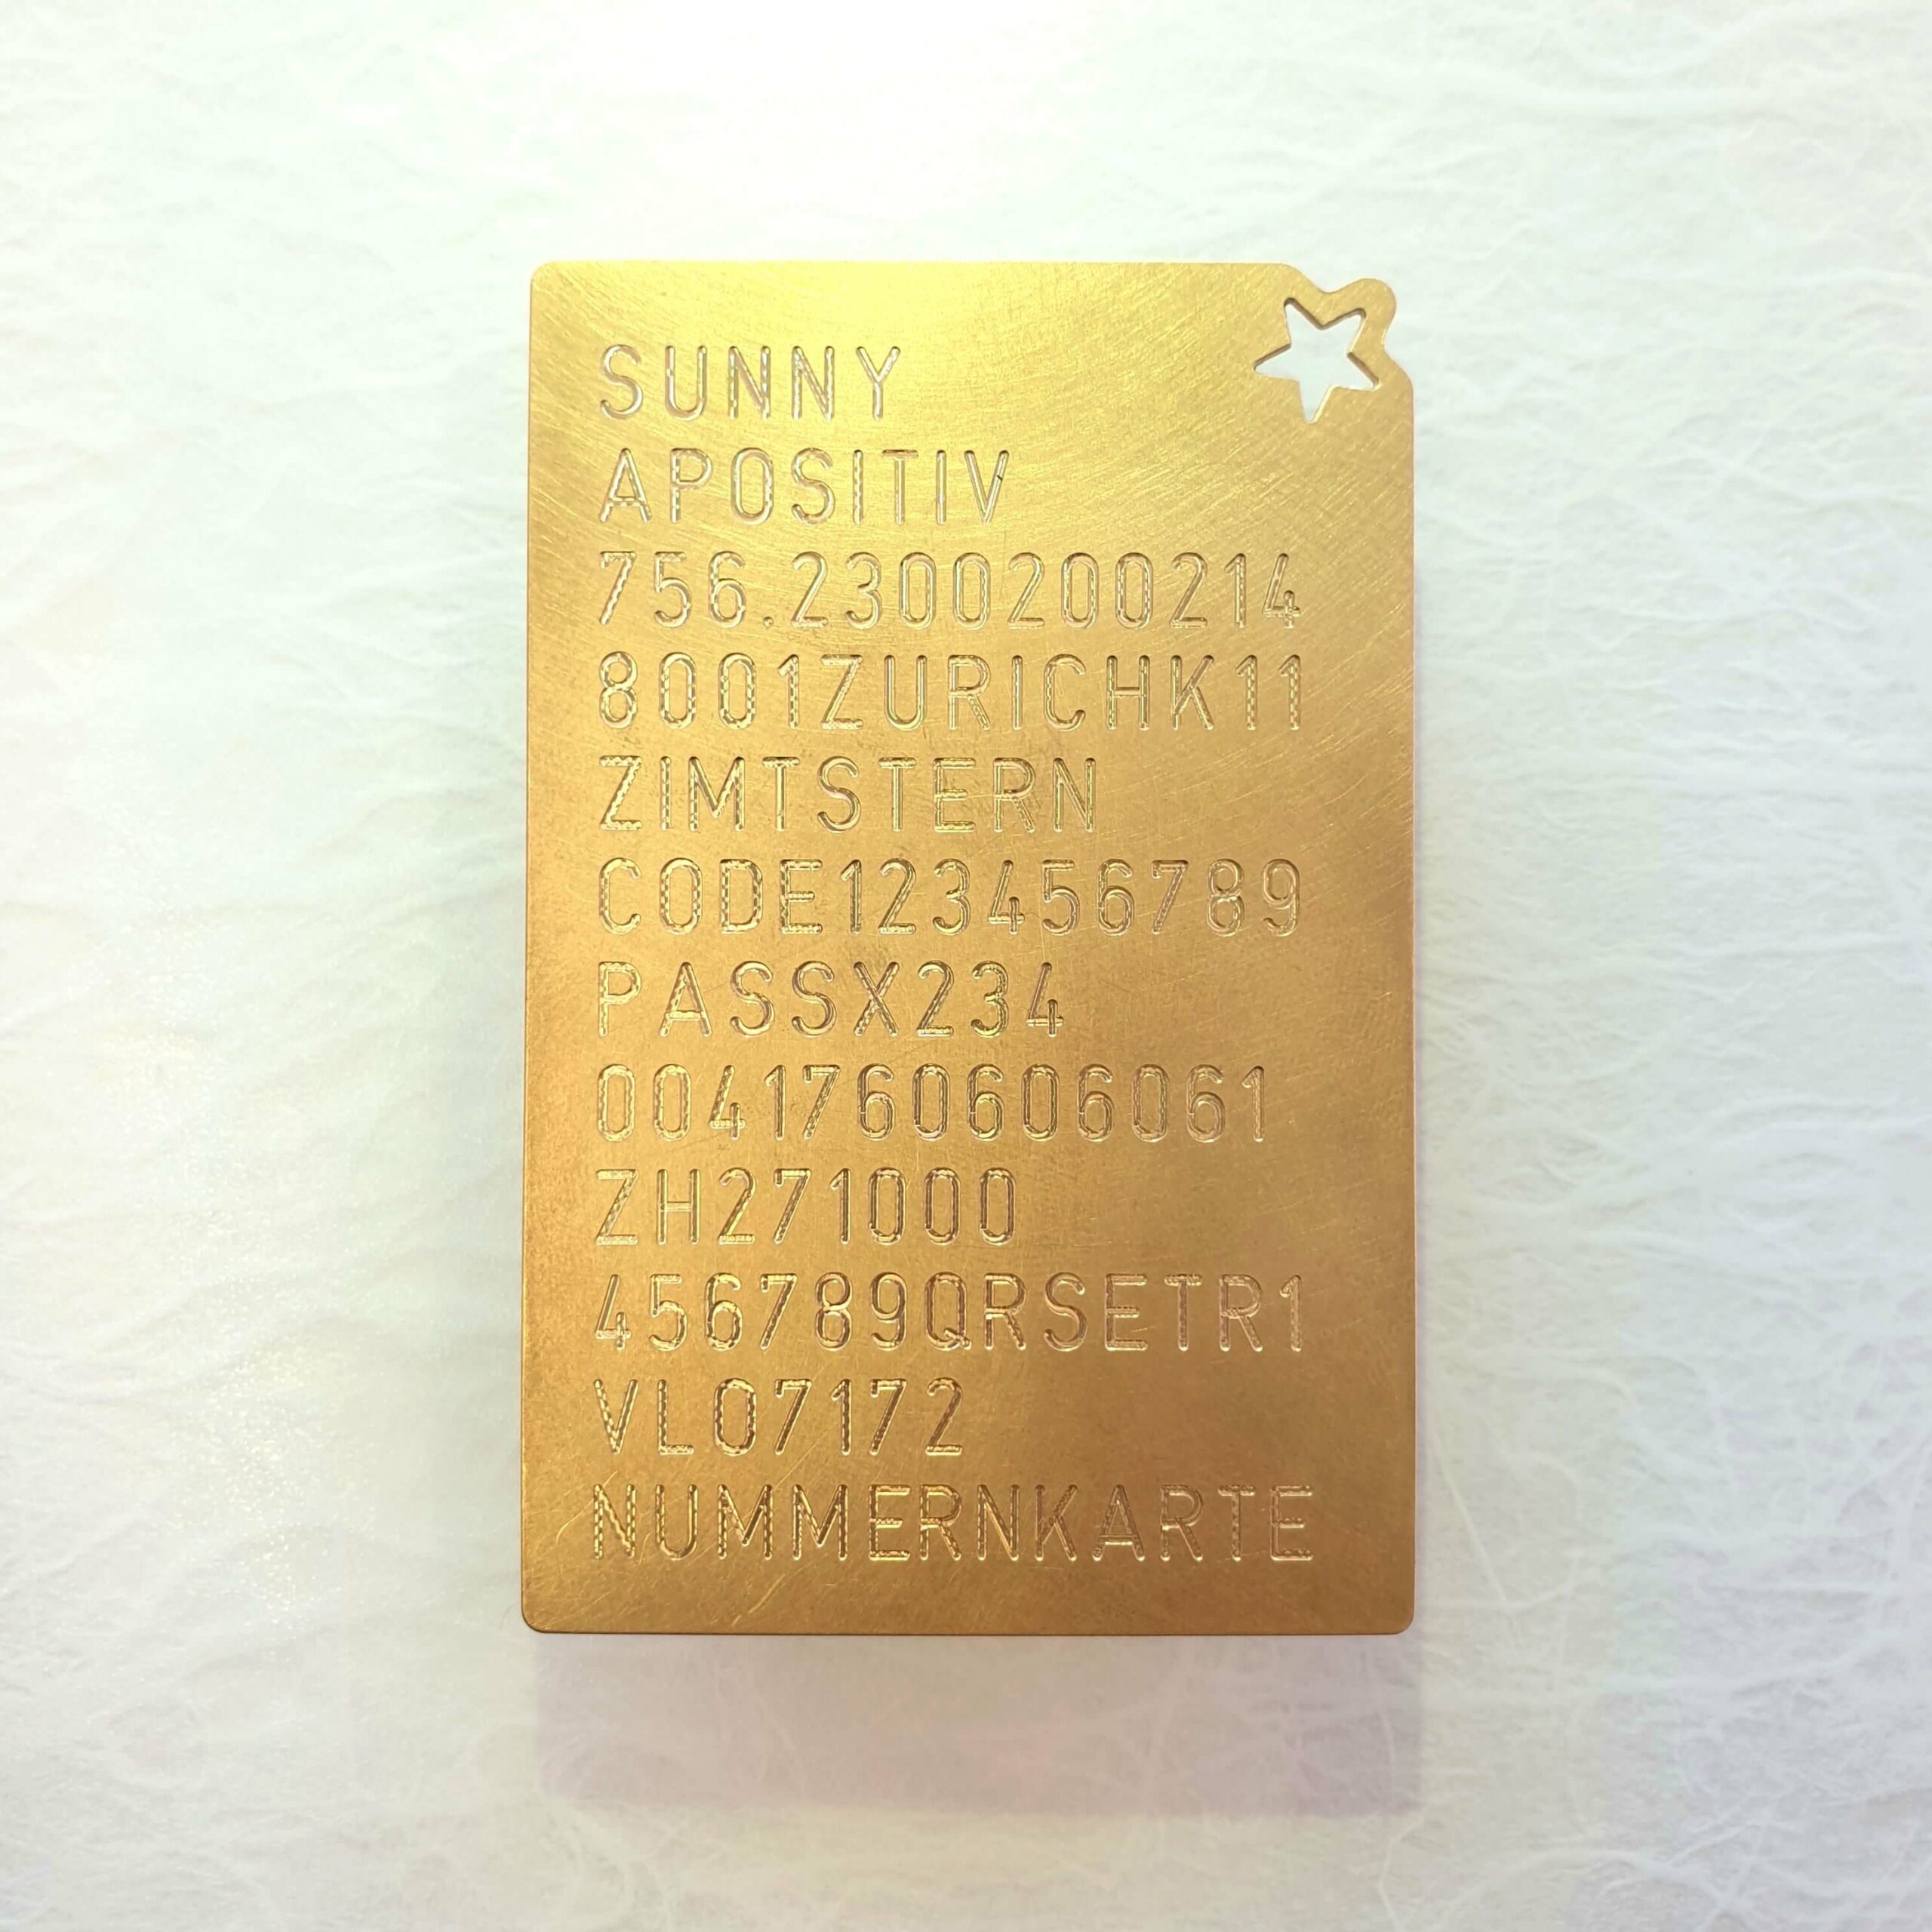 SUNNY
APOSITIV
756.2300200214
8001ZURICHK11
ZIMTSTERN
CODE123456789
PASSX234
0041760606061
ZH271000
456789QRSETR1
VL07172
NUMMERNKARTE